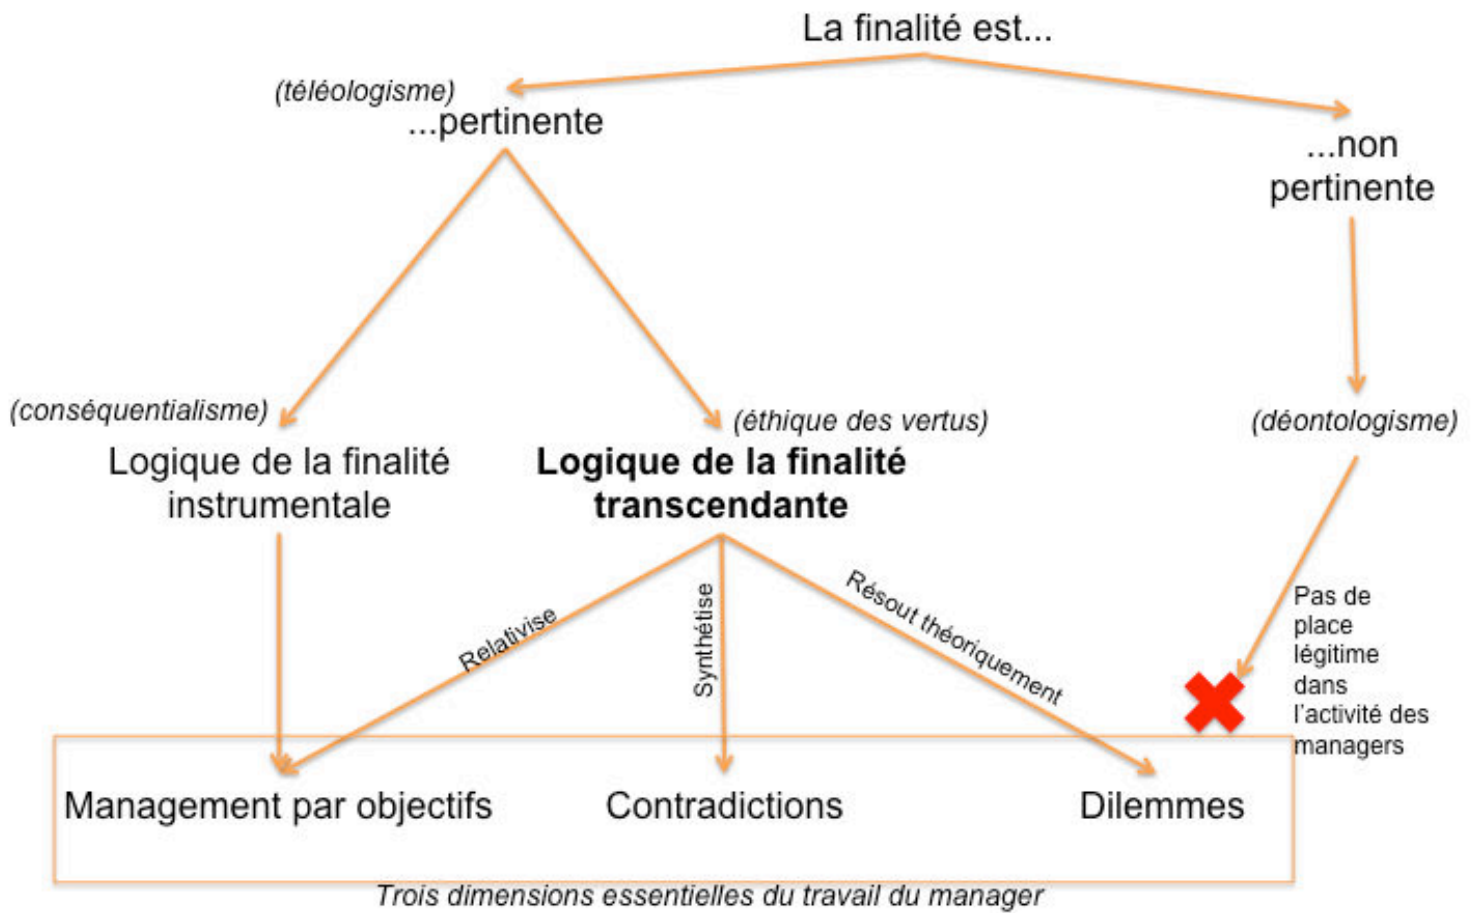 La finalité est...
(téléologisme)
...pertinente
...non
pertinente
(conséquentialisme)
Logique de la finalité
instrumentale
(éthique des vertus)
Logique de la finalité
transcendante
(déontologisme)
Relativise
Synthétise
Résout théoriquement
Pas de
place
légitime
dans
l'activité des
managers
Management par objectifs
Contradictions
Dilemmes
Trois dimensions essentielles du travail du manager